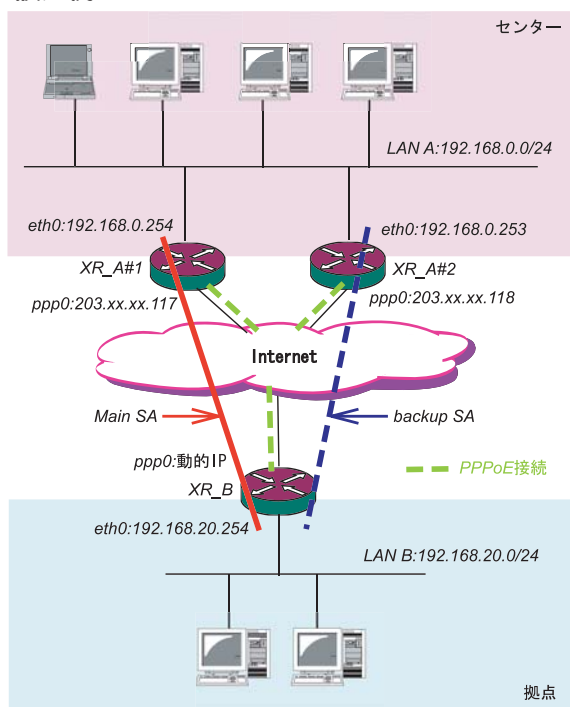 センター
LAN A:192.168.0.0/24
eth0:192.168.0.254
eth0:192.168.0.253
XR_A#1
XR_A#2
ppp0:203.xx.xx.117
ppp0:203.xx.xx.118
Internet
Main SA
backup SA
ppp0:動的IP
PPPoE接続
XR_B
eth0:192.168.20.254
LAN B:192.168.20.0/24
拠点